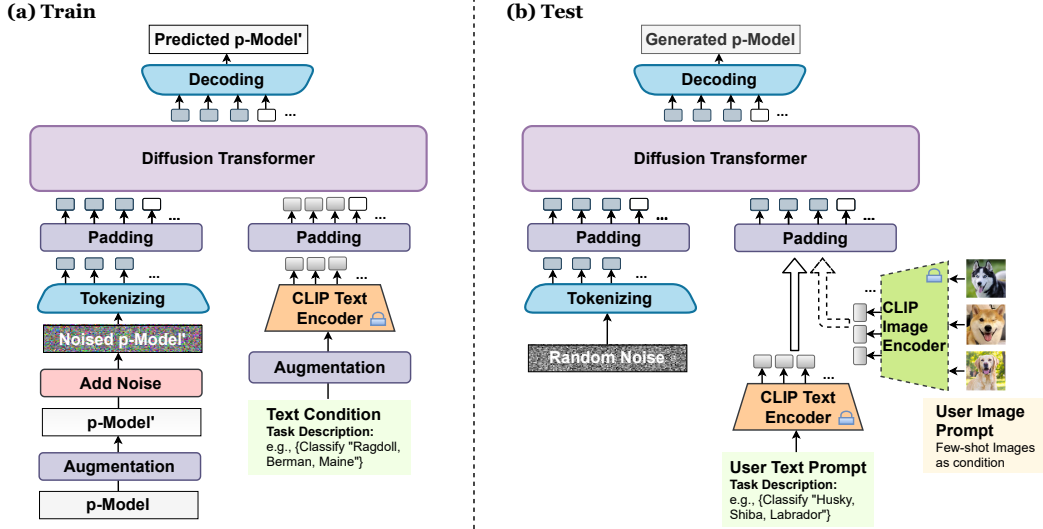 (a) Train
Predicted p-Model'
Decoding
...
Diffusion Transformer
...
...
Padding
Padding
...
...
Tokenizing
CLIP Text
Encoder
Noised p-Model'
Add Noise
Augmentation
p-Model'
Text Condition
Task Description:
e.g., {Classify "Ragdoll,
Berman, Maine"}
Augmentation
p-Model
(b) Test
Generated p-Model
Decoding
...
Diffusion Transformer
...
...
Padding
Padding
...
...
Tokenizing
CLIP
Image
Encoder
Random Noise
...
CLIP Text
Encoder
User Image
Prompt
Few-shot Images
as condition
User Text Prompt
Task Description:
e.g., {Classify "Husky,
Shiba, Labrador"}